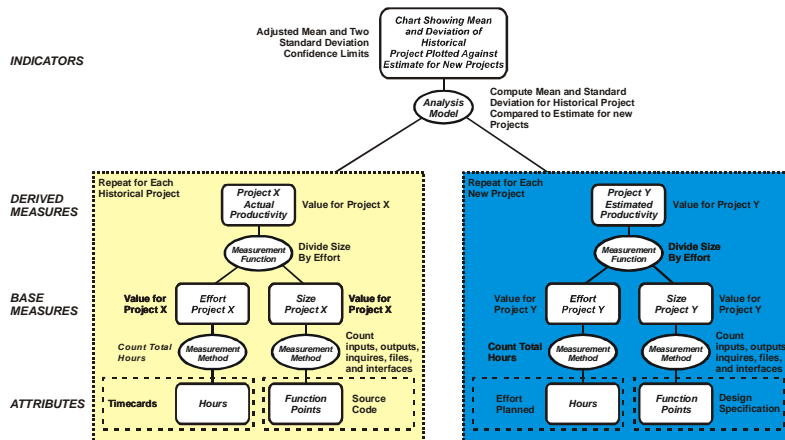 Chart Showing Mean
and Deviation of
Historical
Project Plotted Against
Estimate for New Projects
Adjusted Mean and Two
Standard Deviation
Confidence Limits
INDICATORS
Analysis
Model
Compute Mean and Standard
Deviation for Historical Project
Compared to Estimate for new
Projects
DERIVED
MEASURES
Repeat for Each
Historical Project
Project X
Actual
Productivity
Value for Project X
Measurement
Function
Divide Size
By Effort
Repeat for Each
New Project
Project Y
Estimated
Productivity
Value for Project Y
Measurement
Function
Divide Size
By Effort
BASE
MEASURES
Value for
Project X
Effort
Project X
Size
Project X
Value for
Project X
Value for
Project Y
Effort
Project Y
Size
Project Y
Value for
Project Y
Count Total
Hours
Measurement
Method
Measurement
Method
Count
inputs, outputs,
inquires, files,
and interfaces
Count Total
Hours
Measurement
Method
Measurement
Method
Count
inputs, outputs,
inquires, files,
and interfaces
ATTRIBUTES
Timecards
Hours
Function
Points
Source
Code
Effort
Planned
Hours
Function
Points
Design
Specification